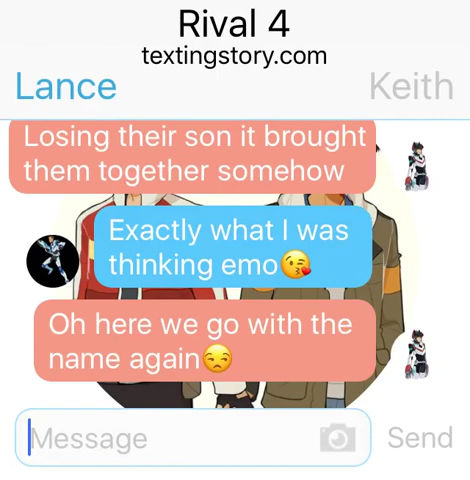 Rival 4
textingstory.com
Lance
Keith
Losing their son it brought
them together somehow
Exactly what I was
thinking emo😘
Oh here we go with the
name again😒
Message
Send